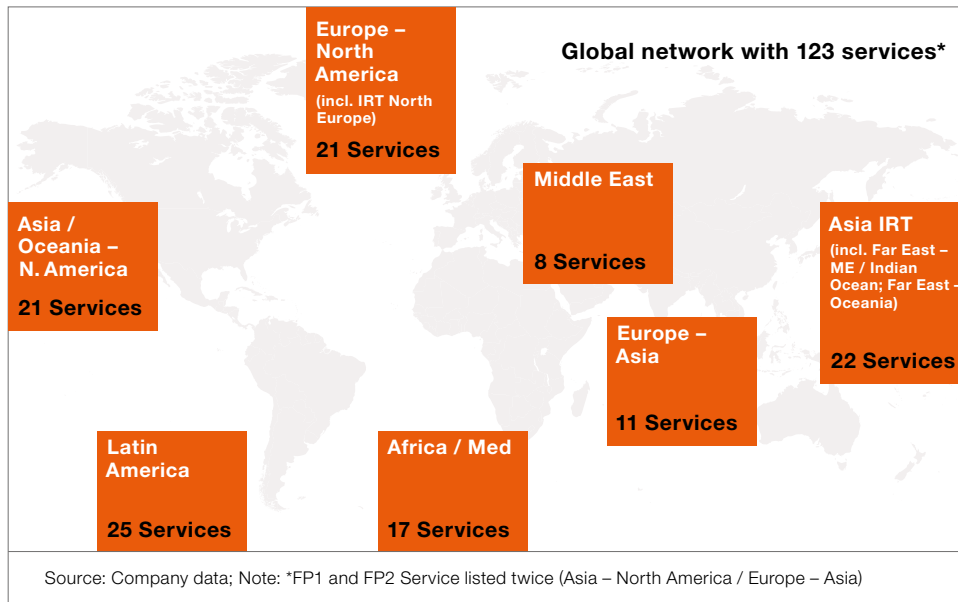 Global network with 123 services*
Europe –
North
America
(incl. IRT North
Europe)
21 Services
Middle East
8 Services
Asia /
Oceania –
N. America
21 Services
Asia IRT
(incl. Far East –
ME / Indian
Ocean; Far East –
Oceania)
22 Services
Europe –
Asia
11 Services
Latin
America
25 Services
Africa / Med
17 Services
Source: Company data; Note: *FP1 and FP2 Service listed twice (Asia – North America / Europe – Asia)